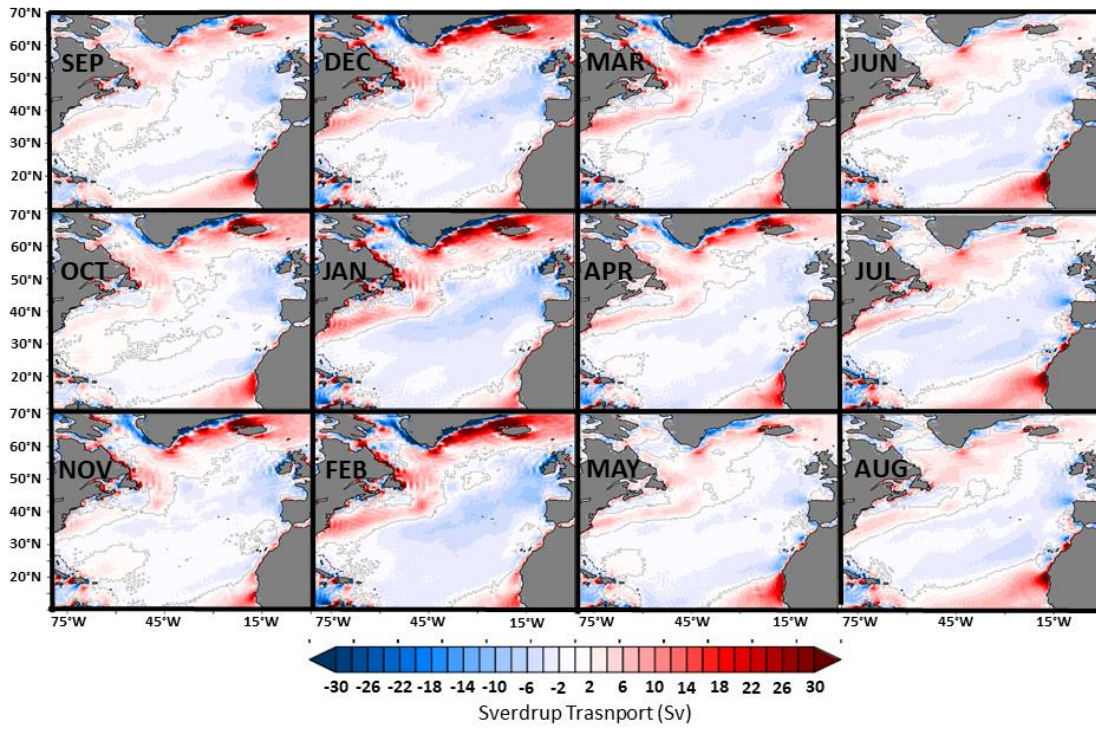 70°N
60°N
50°N
40°N
30°N
20°N
SEP
DEC
MAR
JUN
70°N
60°N
50°N
40°N
30°N
20°N
OCT
JAN
APR
JUL
70°N
60°N
50°N
40°N
30°N
20°N
NOV
FEB
MAY
AUG
75°W 45°W 15°W 75°W 45°W 15°W 75°W 45°W 15°W 75°W 45°W 15°W
-30 -26 -22 -18 -14 -10 -6 -2 2 6 10 14 18 22 26 30
Sverdrup Trasnport (Sv)